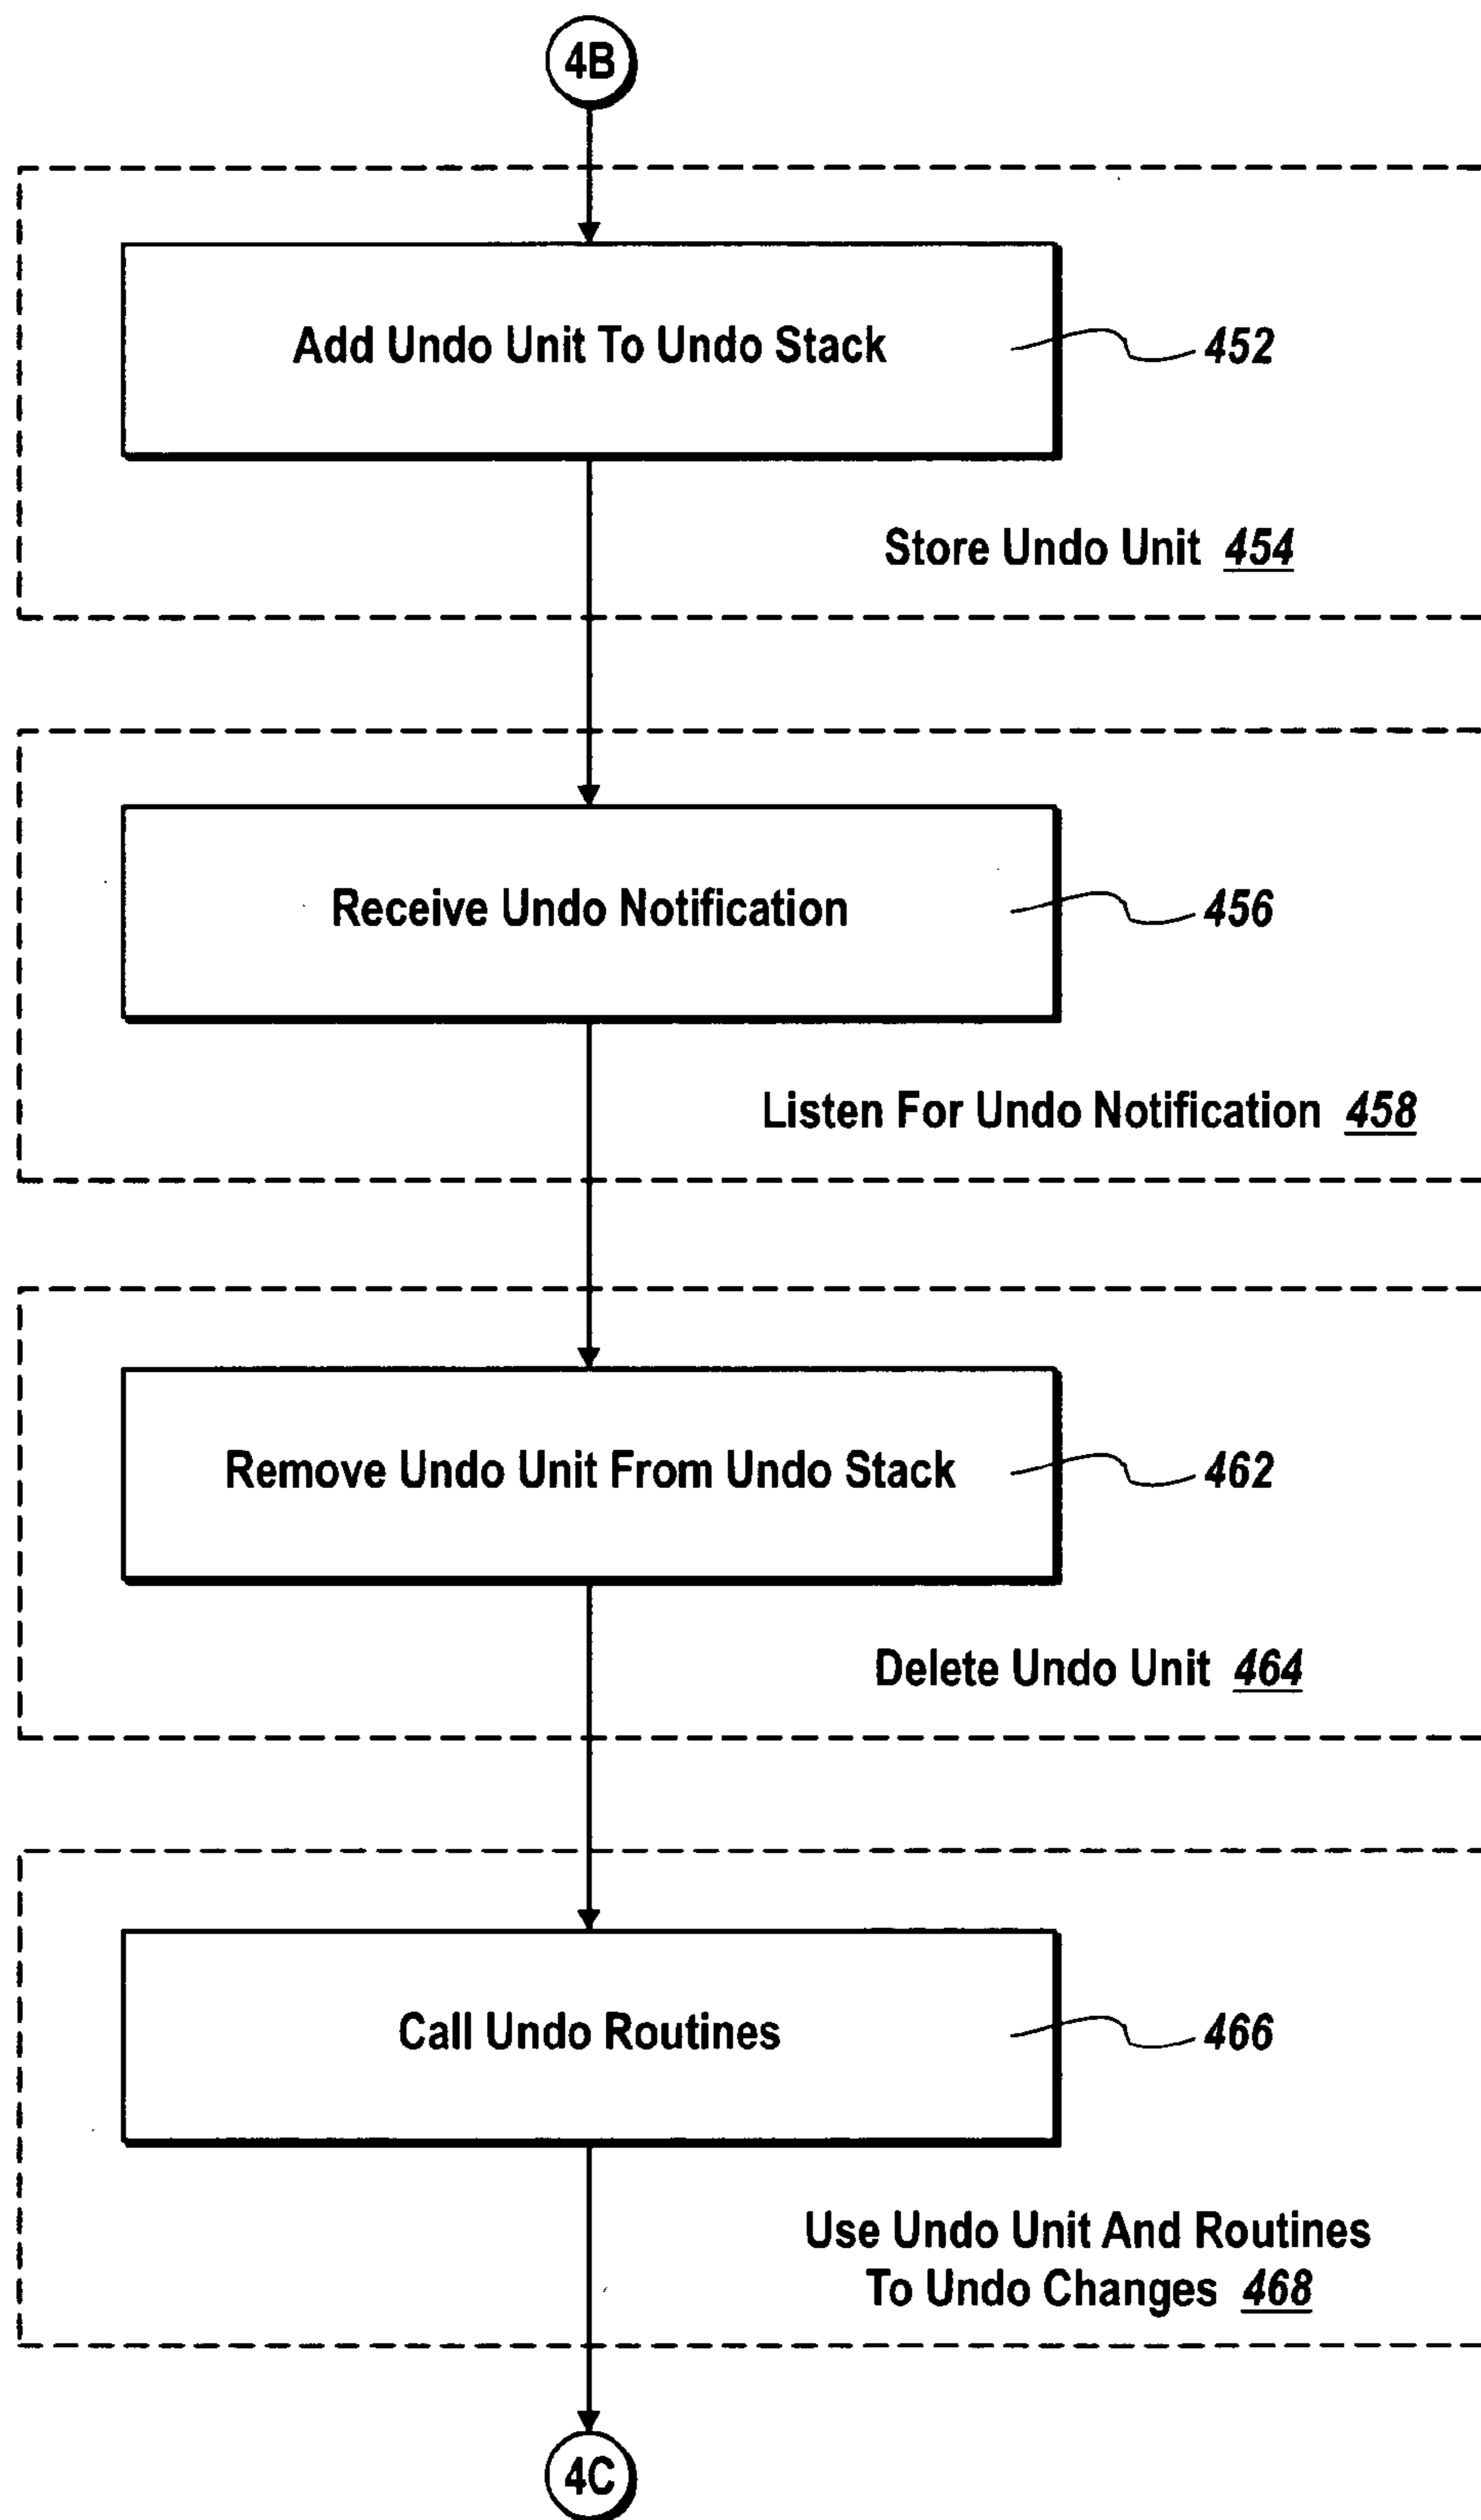 4B
Add Undo Unit To Undo Stack
452
Store Undo Unit 454
Receive Undo Notification
456
Listen For Undo Notification 458
Remove Undo Unit From Undo Stack
462
Delete Undo Unit 464
Call Undo Routines
466
Use Undo Unit And Routines
To Undo Changes 468
4C